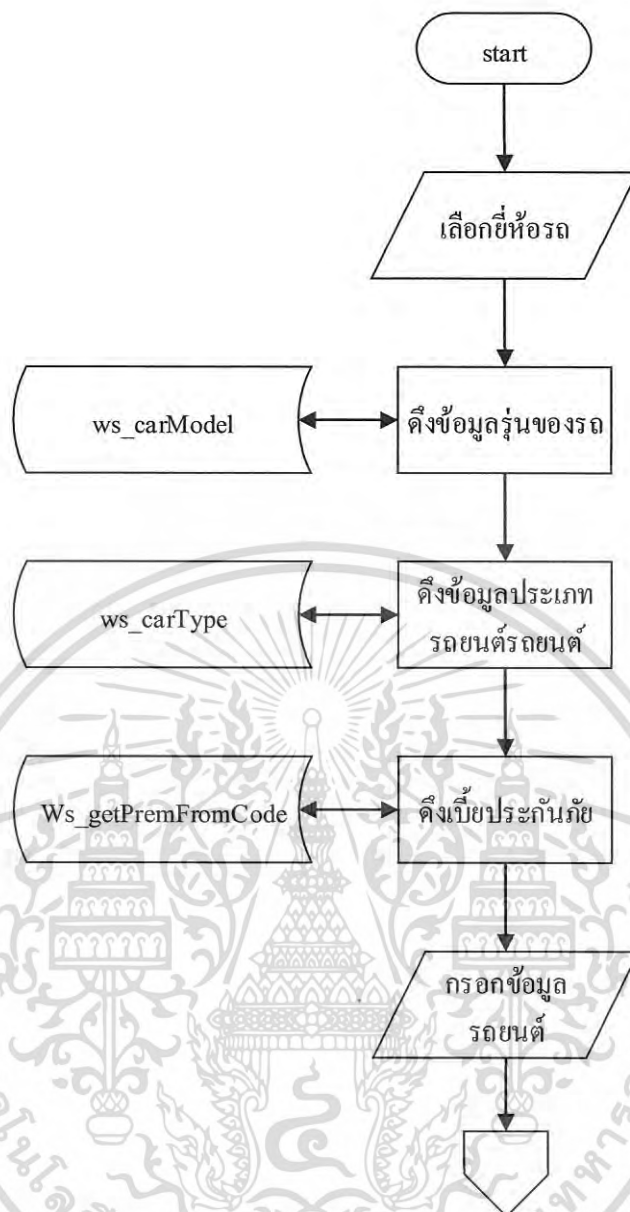 start
เลือกยี่ห้อรถ
ws_carModel
ดึงข้อมูลรุ่นของรถ
ws_carType
ดึงข้อมูลประเภท
รถยนต์รถยนต์
Ws_getPremFromCode
ดึงเบี้ยประกันภัย
กรอกข้อมูล
รถยนต์